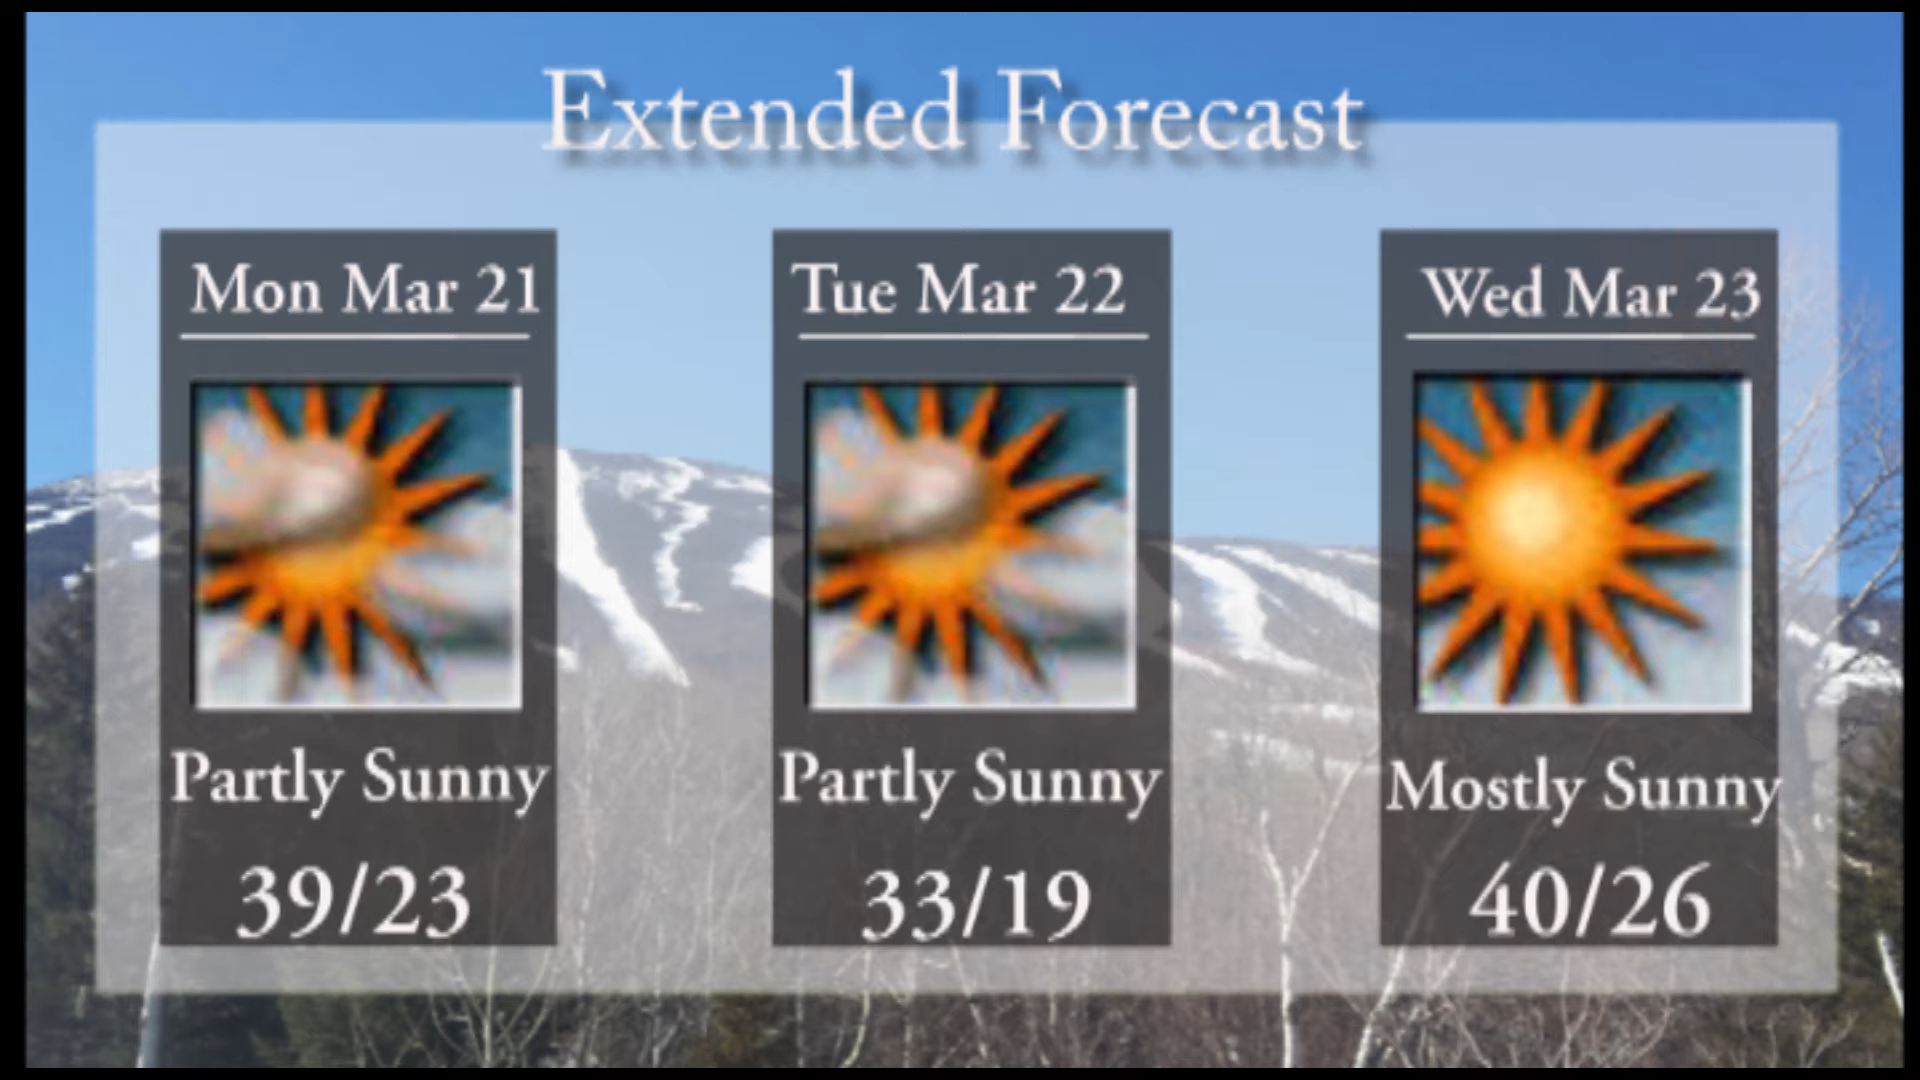 Extended Forecast
Mon Mar 21
Partly Sunny
39/23
Tue Mar 22
Partly Sunny
33/19
Wed Mar 23
Mostly Sunny
40/26